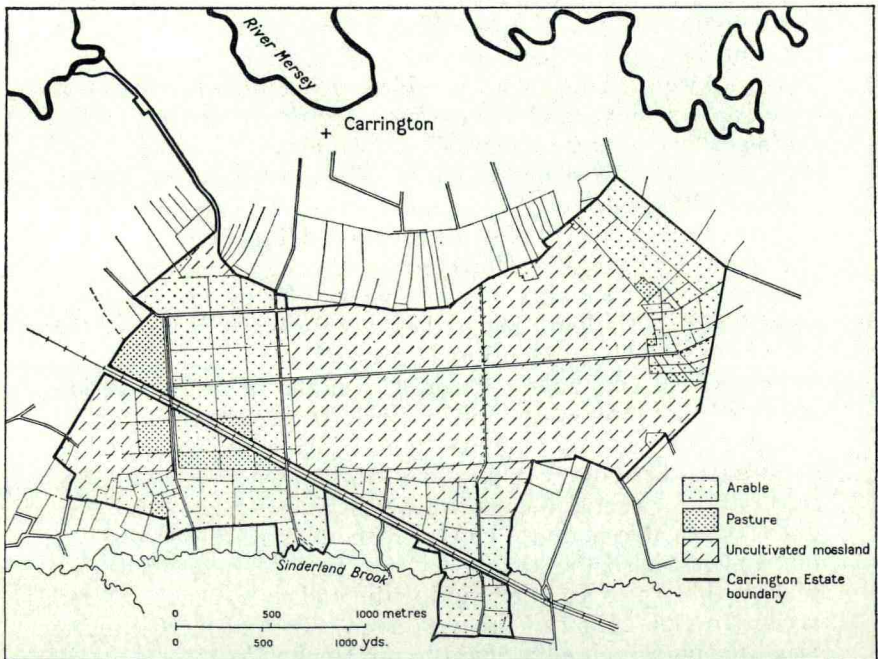 River Mersey
Carrington
Arable
Pasture
Uncultivated mossland
Carrington Estate
boundary
Sinderland Brook
0 500 1000 metres
0 500 1000 yds.